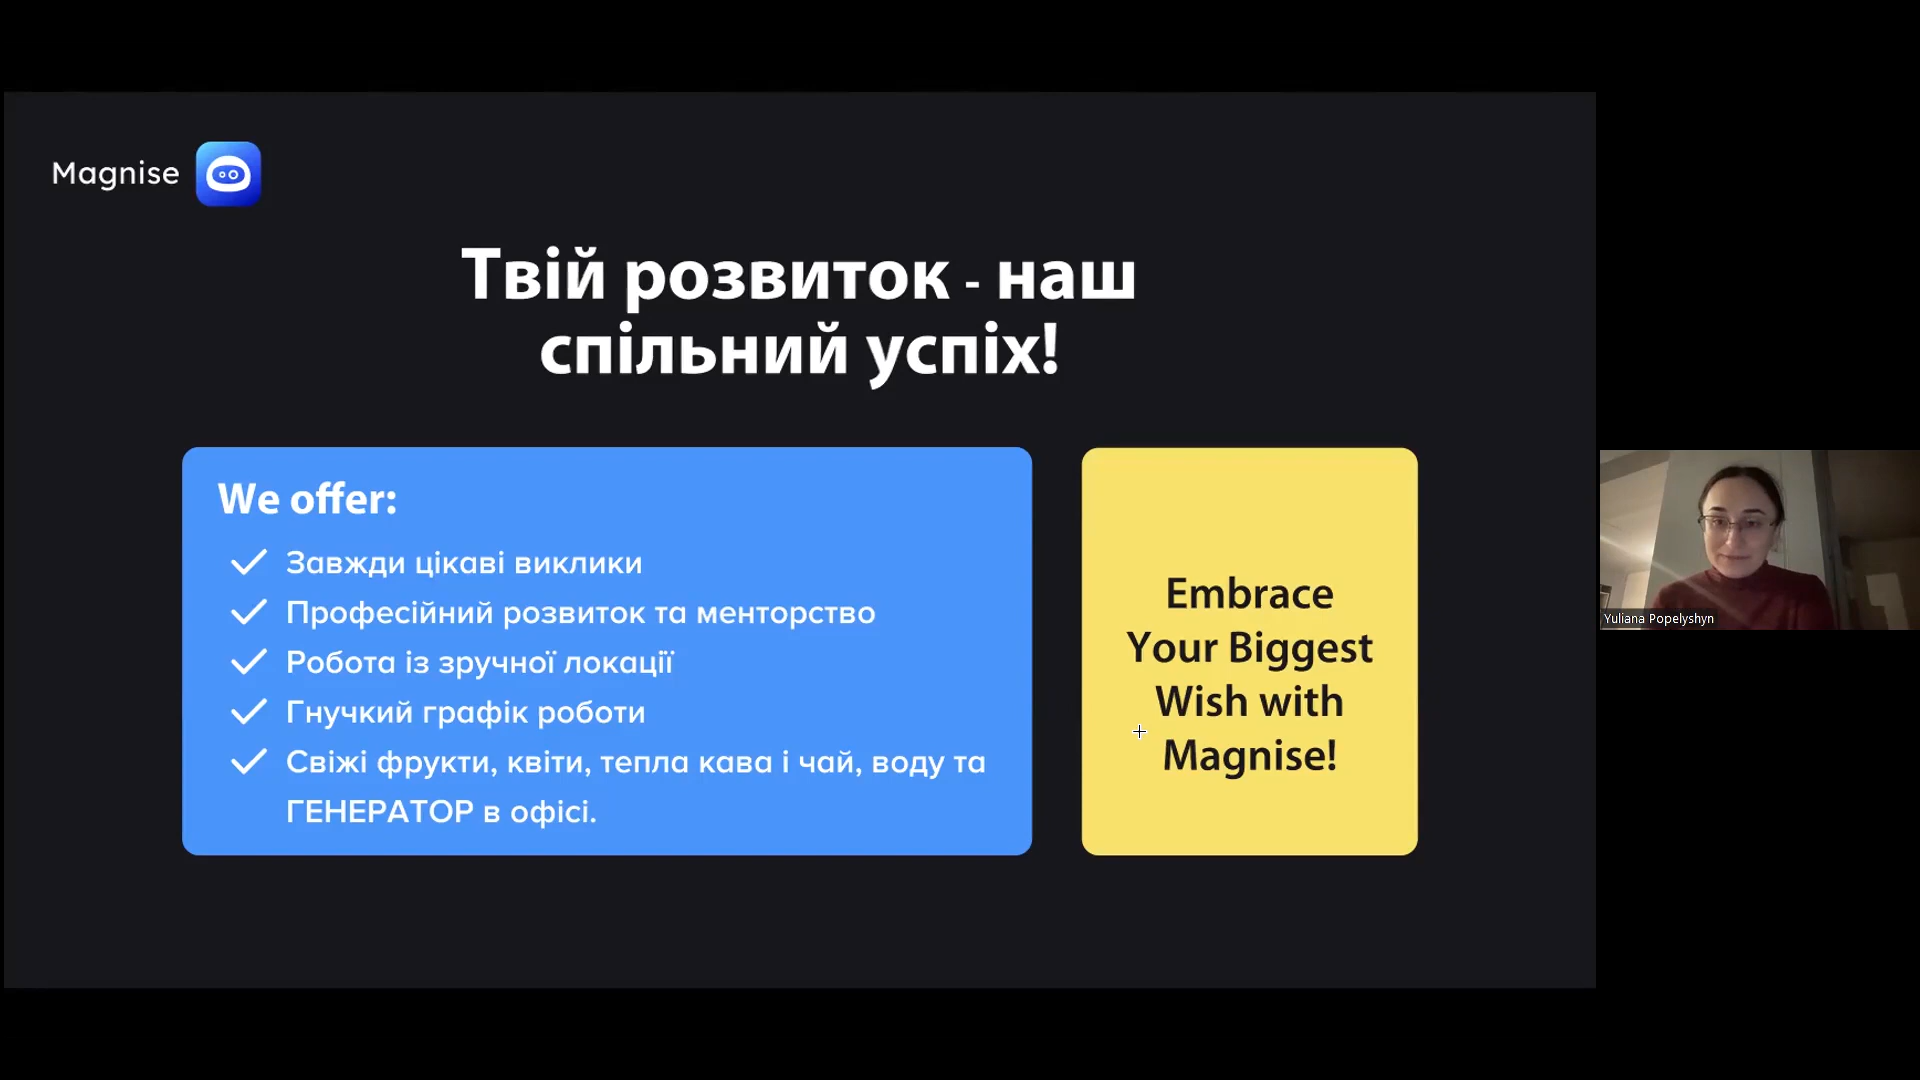 Magnise
Твій розвиток - наш
спільний успіх!
We offer:
Завжди цікаві виклики
Професійний розвиток та менторство
Робота із зручної локації
Гнучкий графік роботи
Свіжі фрукти, квіти, тепла кава і чай, воду та
ГЕНЕРАТОР в офісі.
Embrace
Your Biggest
Wish with
Magnise!
Yuliana Popelyshyn